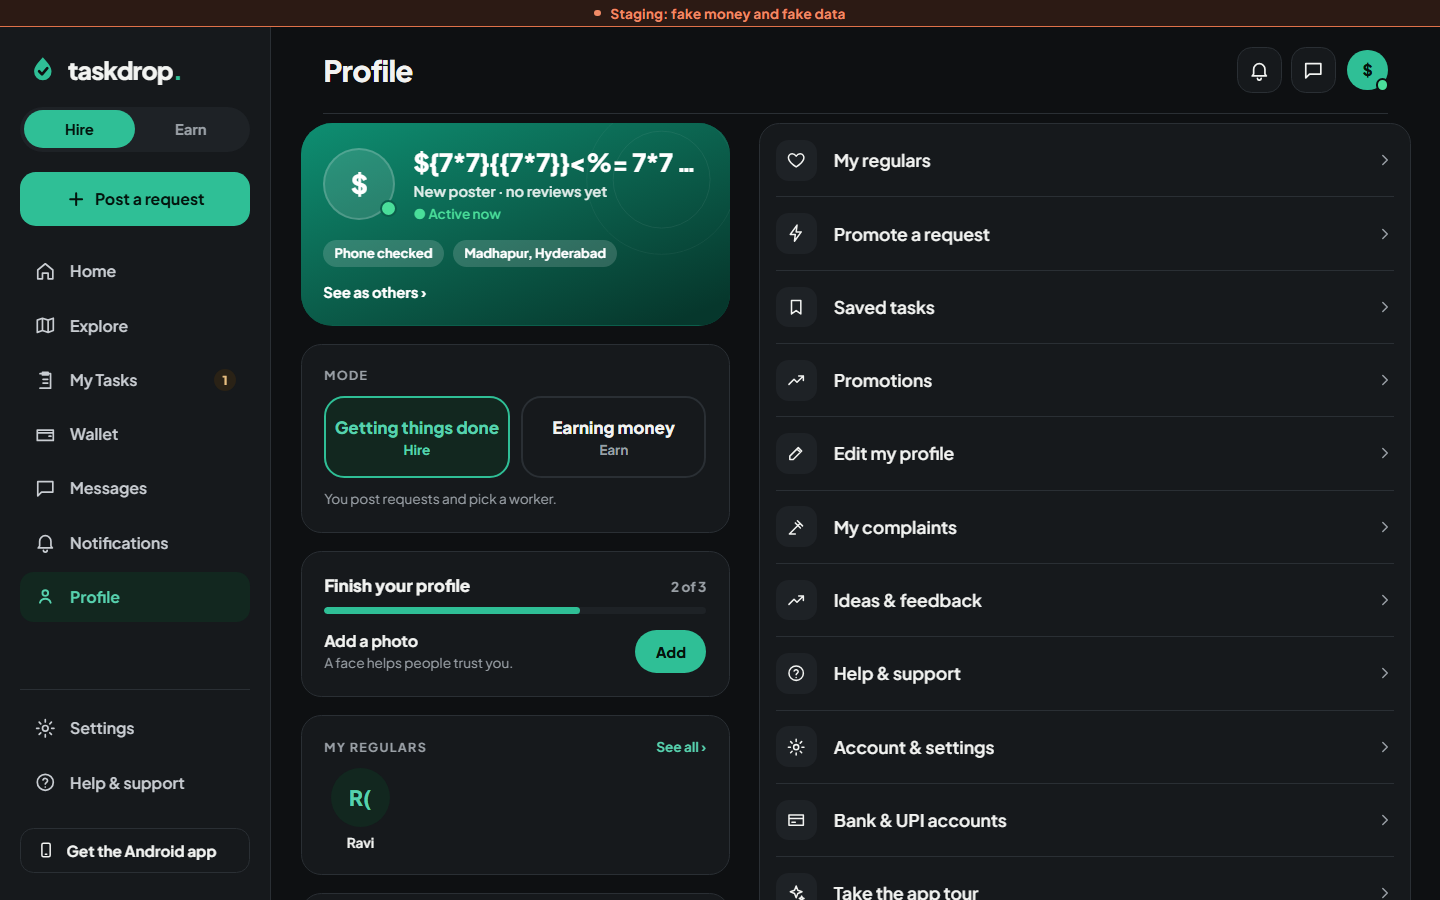 Staging: fake money and fake data
taskdrop.
Hire
Earn
Post a request
Home
Explore
My Tasks
1
Wallet
Messages
Notifications
Profile
Settings
Help & support
Get the Android app
Profile
$
$
${7*7}{{7*7}}<%= 7*7 ...
New poster · no reviews yet
Active now
Phone checked
Madhapur, Hyderabad
See as others ›
MODE
Getting things done
Hire
Earning money
Earn
You post requests and pick a worker.
Finish your profile
2 of 3
Add a photo
A face helps people trust you.
Add
MY REGULARS
See all ›
R(
Ravi
My regulars
Promote a request
Saved tasks
Promotions
Edit my profile
My complaints
Ideas & feedback
Help & support
Account & settings
Bank & UPI accounts
Take the app tour